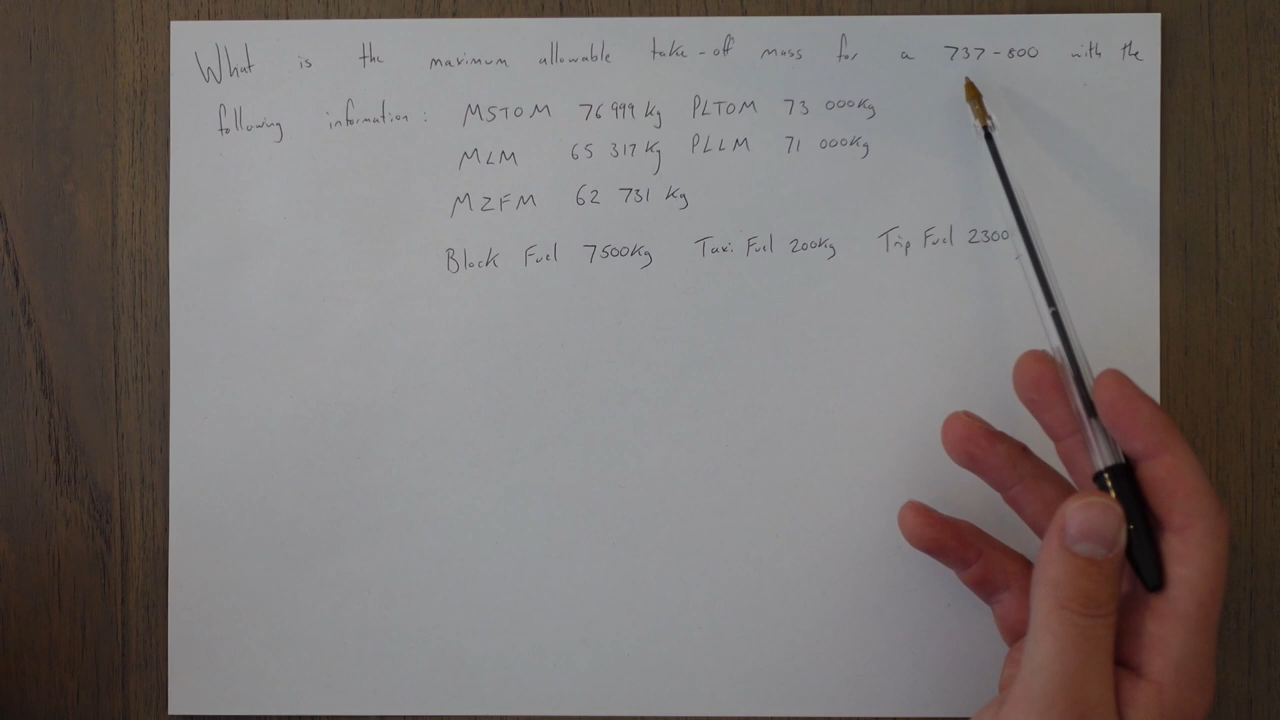 What is the maximum allowable take-off mass for a 737-800 with the
following information: MSTOM 76 999 Kg PLTOM 73 000Kg
MLM 65 317 Kg PLLM 71 000Kg
MZFM 62 731 Kg
Block Fuel 7500Kg Taxi Fuel 200Kg Trip Fuel 2300